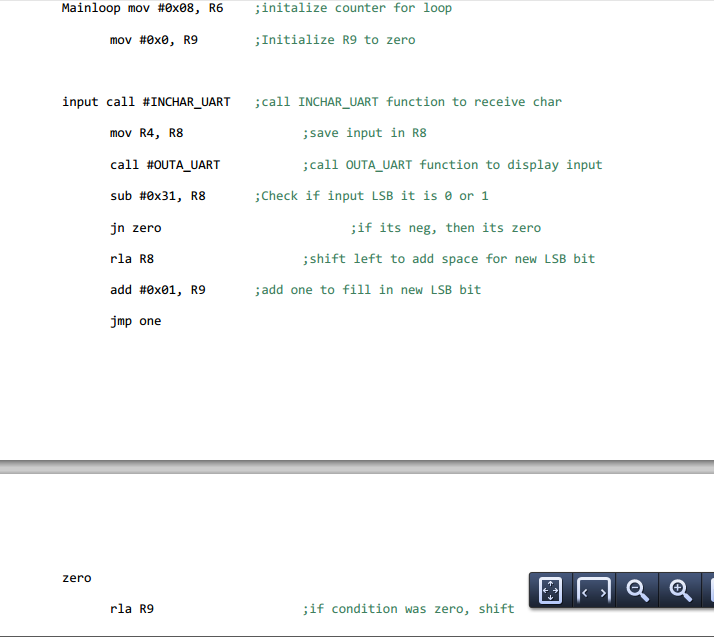 Mainloop mov #0x08, R6 ;initalize counter for loop
mov #0x0, R9 ;Initialize R9 to zero
input call #INCHAR_UART ;call INCHAR_UART function to receive char
mov R4, R8 ;save input in R8
call #OUTA_UART ;call OUTA_UART function to display input
sub #0x31, R8 ;Check if input LSB it is 0 or 1
jn zero ;if its neg, then its zero
rla R8 ;shift left to add space for new LSB bit
add #0x01, R9 ;add one to fill in new LSB bit
jmp one
zero
rla R9 ;if condition was zero, shift